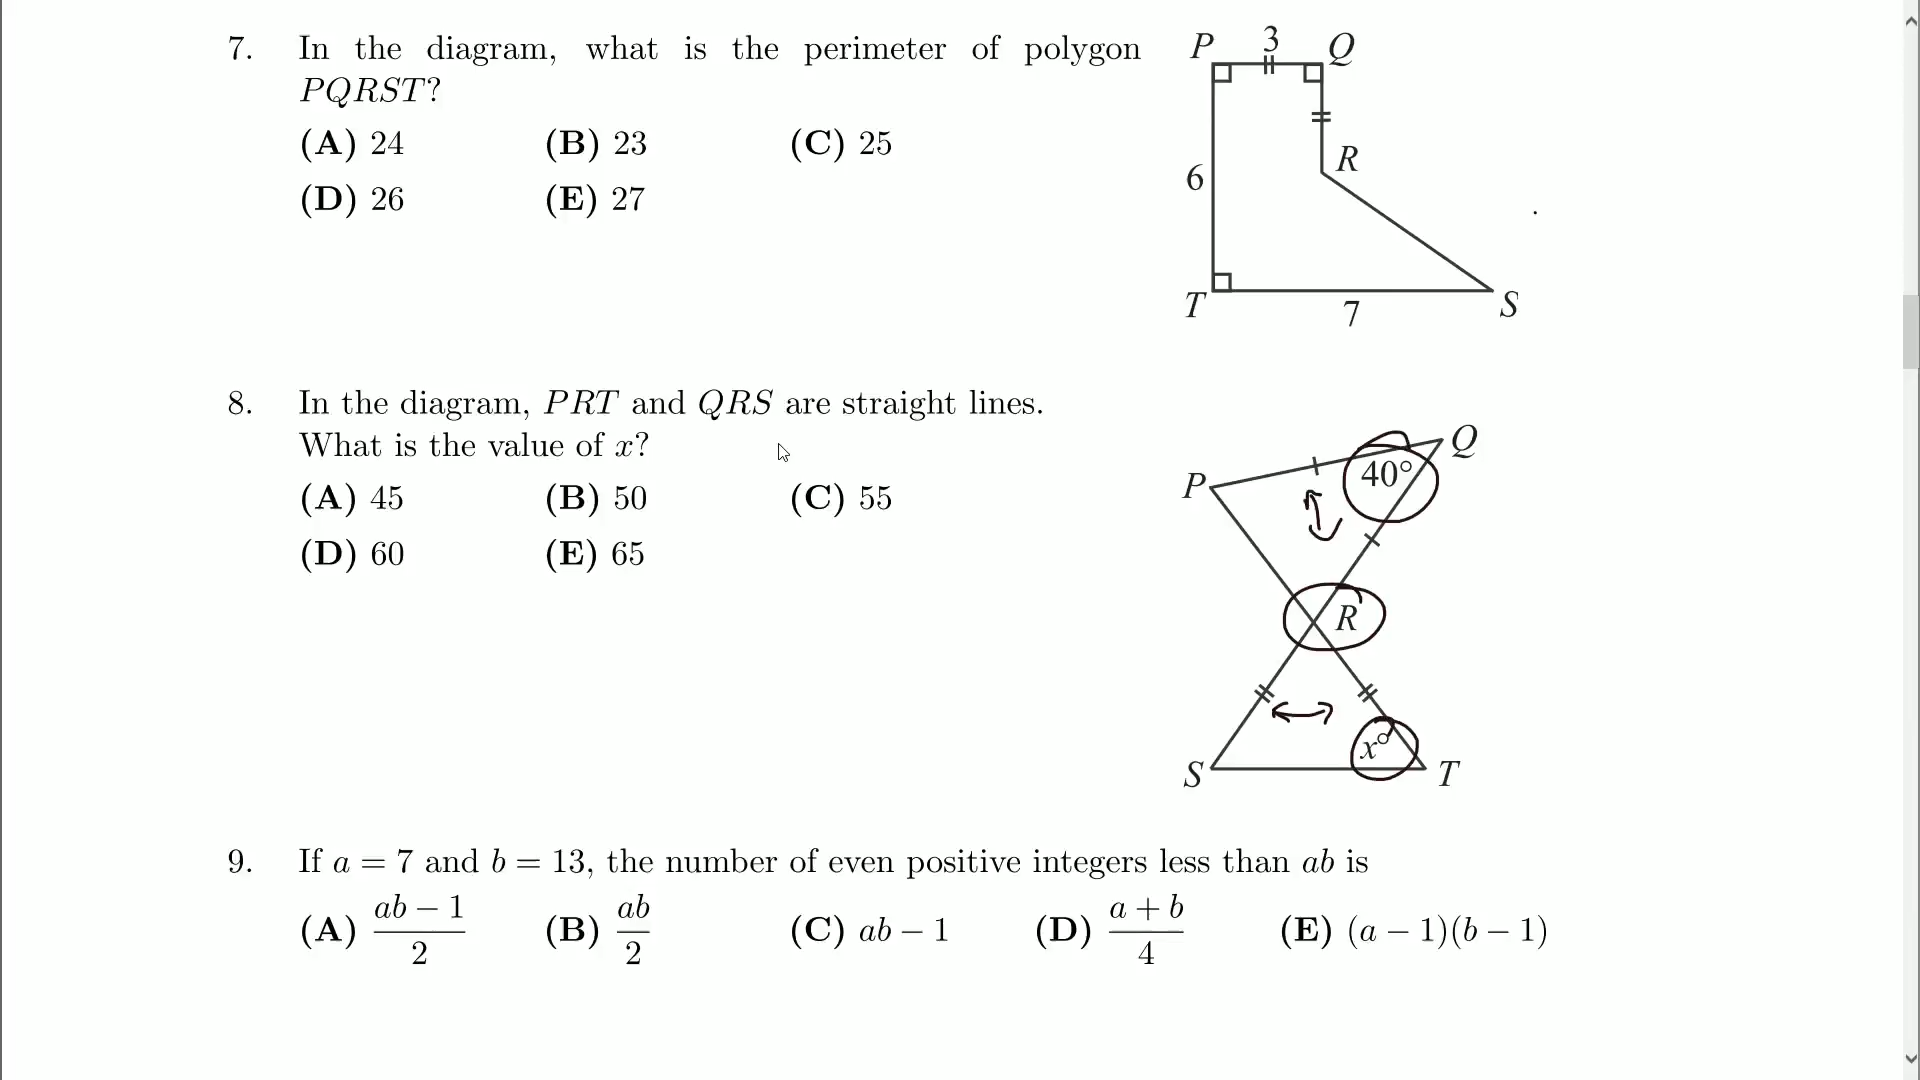 7. In the diagram, what is the perimeter of polygon
PQRST?
(A) 24 (B) 23 (C) 25
(D) 26 (E) 27
P 3 Q
R
6
T 7 S
8. In the diagram, PRT and QRS are straight lines.
What is the value of x?
(A) 45 (B) 50 (C) 55
(D) 60 (E) 65
Q
40°
P
R
x°
S T
9. If a = 7 and b = 13, the number of even positive integers less than ab is
(A) \frac{ab − 1}{2} (B) \frac{ab}{2} (C) ab − 1 (D) \frac{a + b}{4} (E) (a − 1)(b − 1)